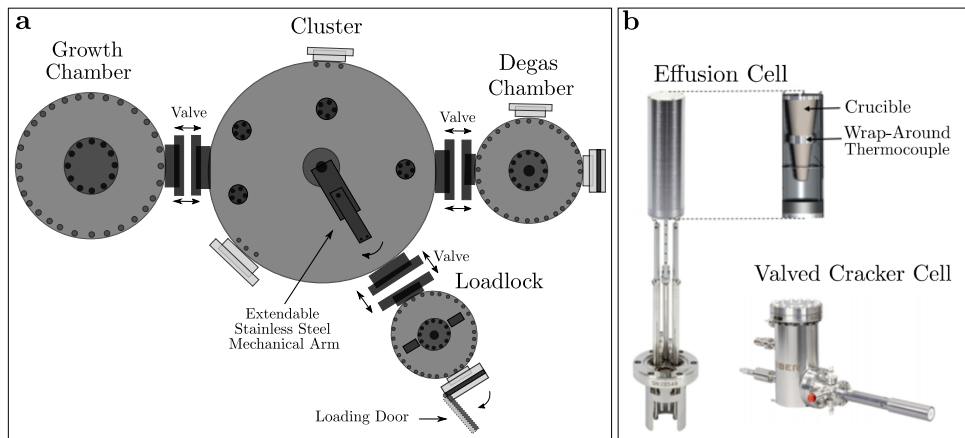 a
Cluster
Growth
Chamber
Valve
Valve
Degas
Chamber
Valve
Loadlock
Extendable
Stainless Steel
Mechanical Arm
Loading Door
b
Effusion Cell
Crucible
Wrap-Around
Thermocouple
Valved Cracker Cell